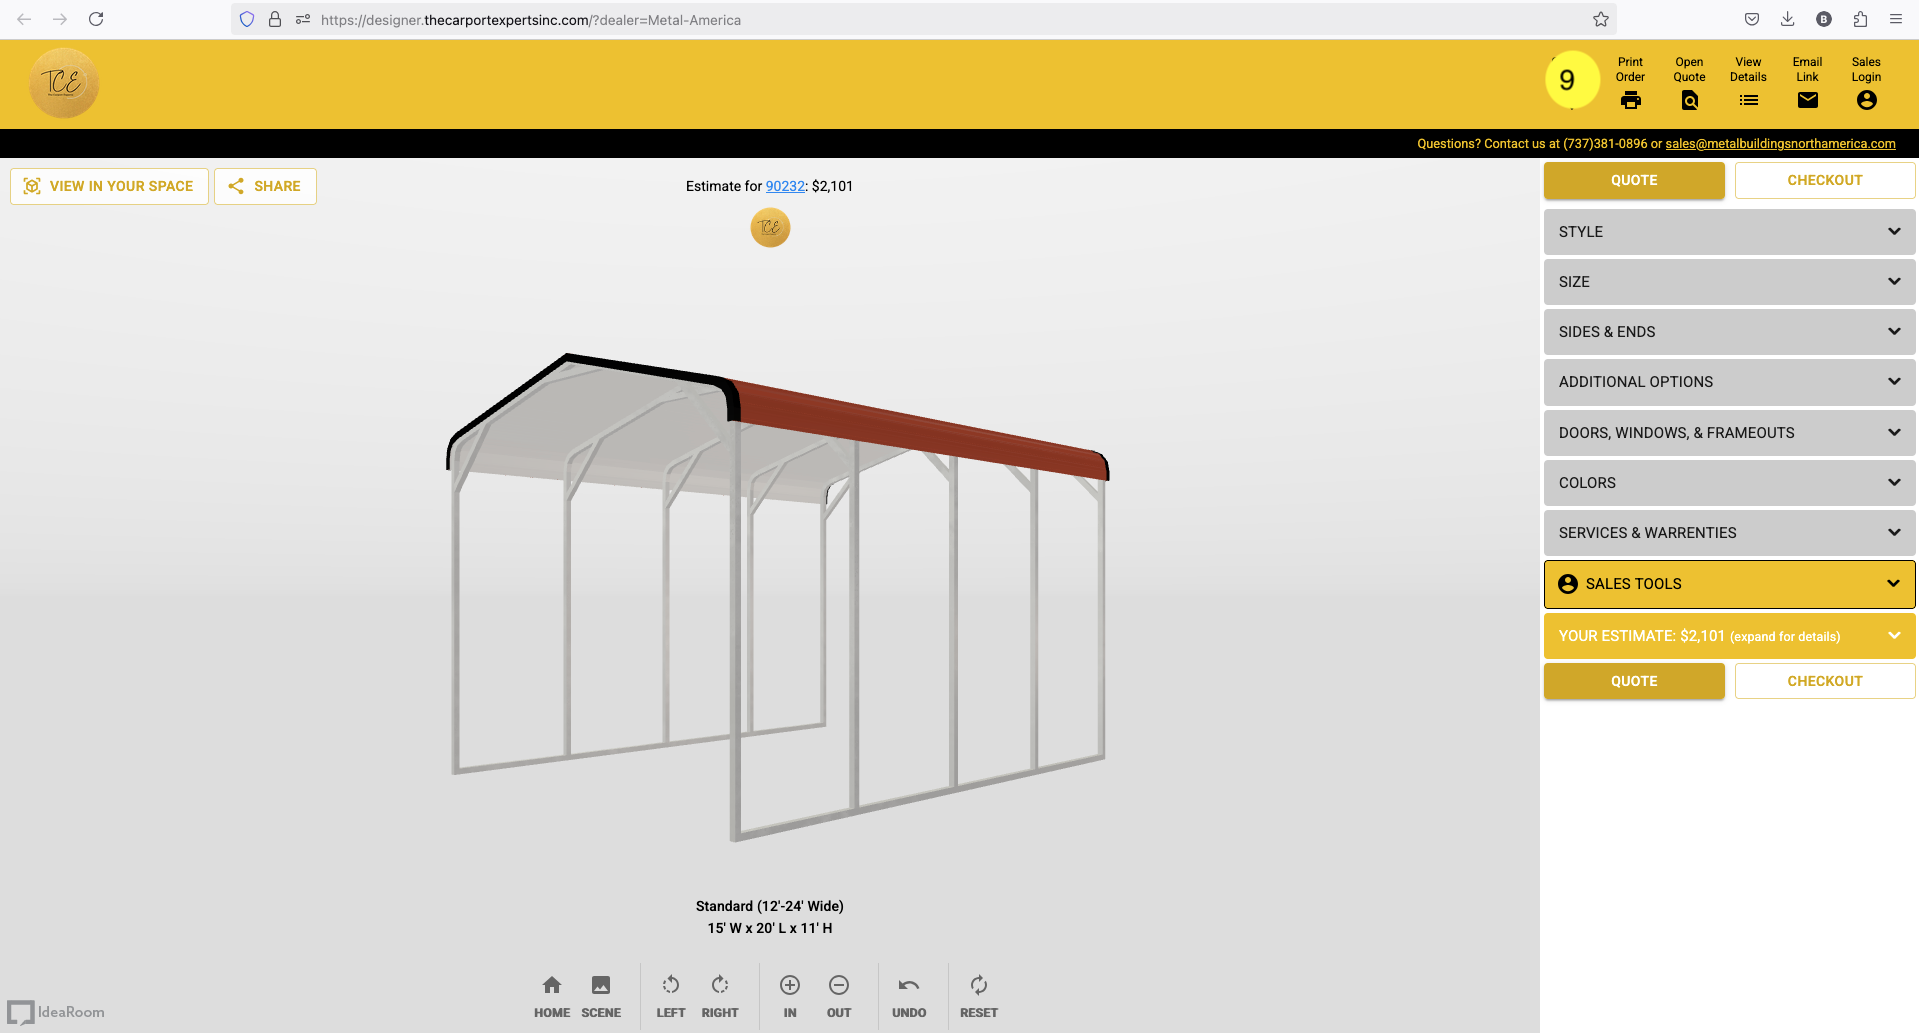 https://designer.thecarportexpertsinc.com/?dealer=Metal-America
B
TCE
9
Print Order
Open Quote
View Details
Email Link
Sales Login
Questions? Contact us at (737)381-0896 or sales@metalbuildingsnorthamerica.com
VIEW IN YOUR SPACE
SHARE
Estimate for 90232: $2,101
TCE
QUOTE
CHECKOUT
STYLE
SIZE
SIDES & ENDS
ADDITIONAL OPTIONS
DOORS, WINDOWS, & FRAMEOUTS
COLORS
SERVICES & WARRENTIES
SALES TOOLS
YOUR ESTIMATE: $2,101 (expand for details)
QUOTE
CHECKOUT
Standard (12'-24' Wide)
15' W x 20' L x 11' H
HOME
SCENE
LEFT
RIGHT
IN
OUT
UNDO
RESET
IdeaRoom